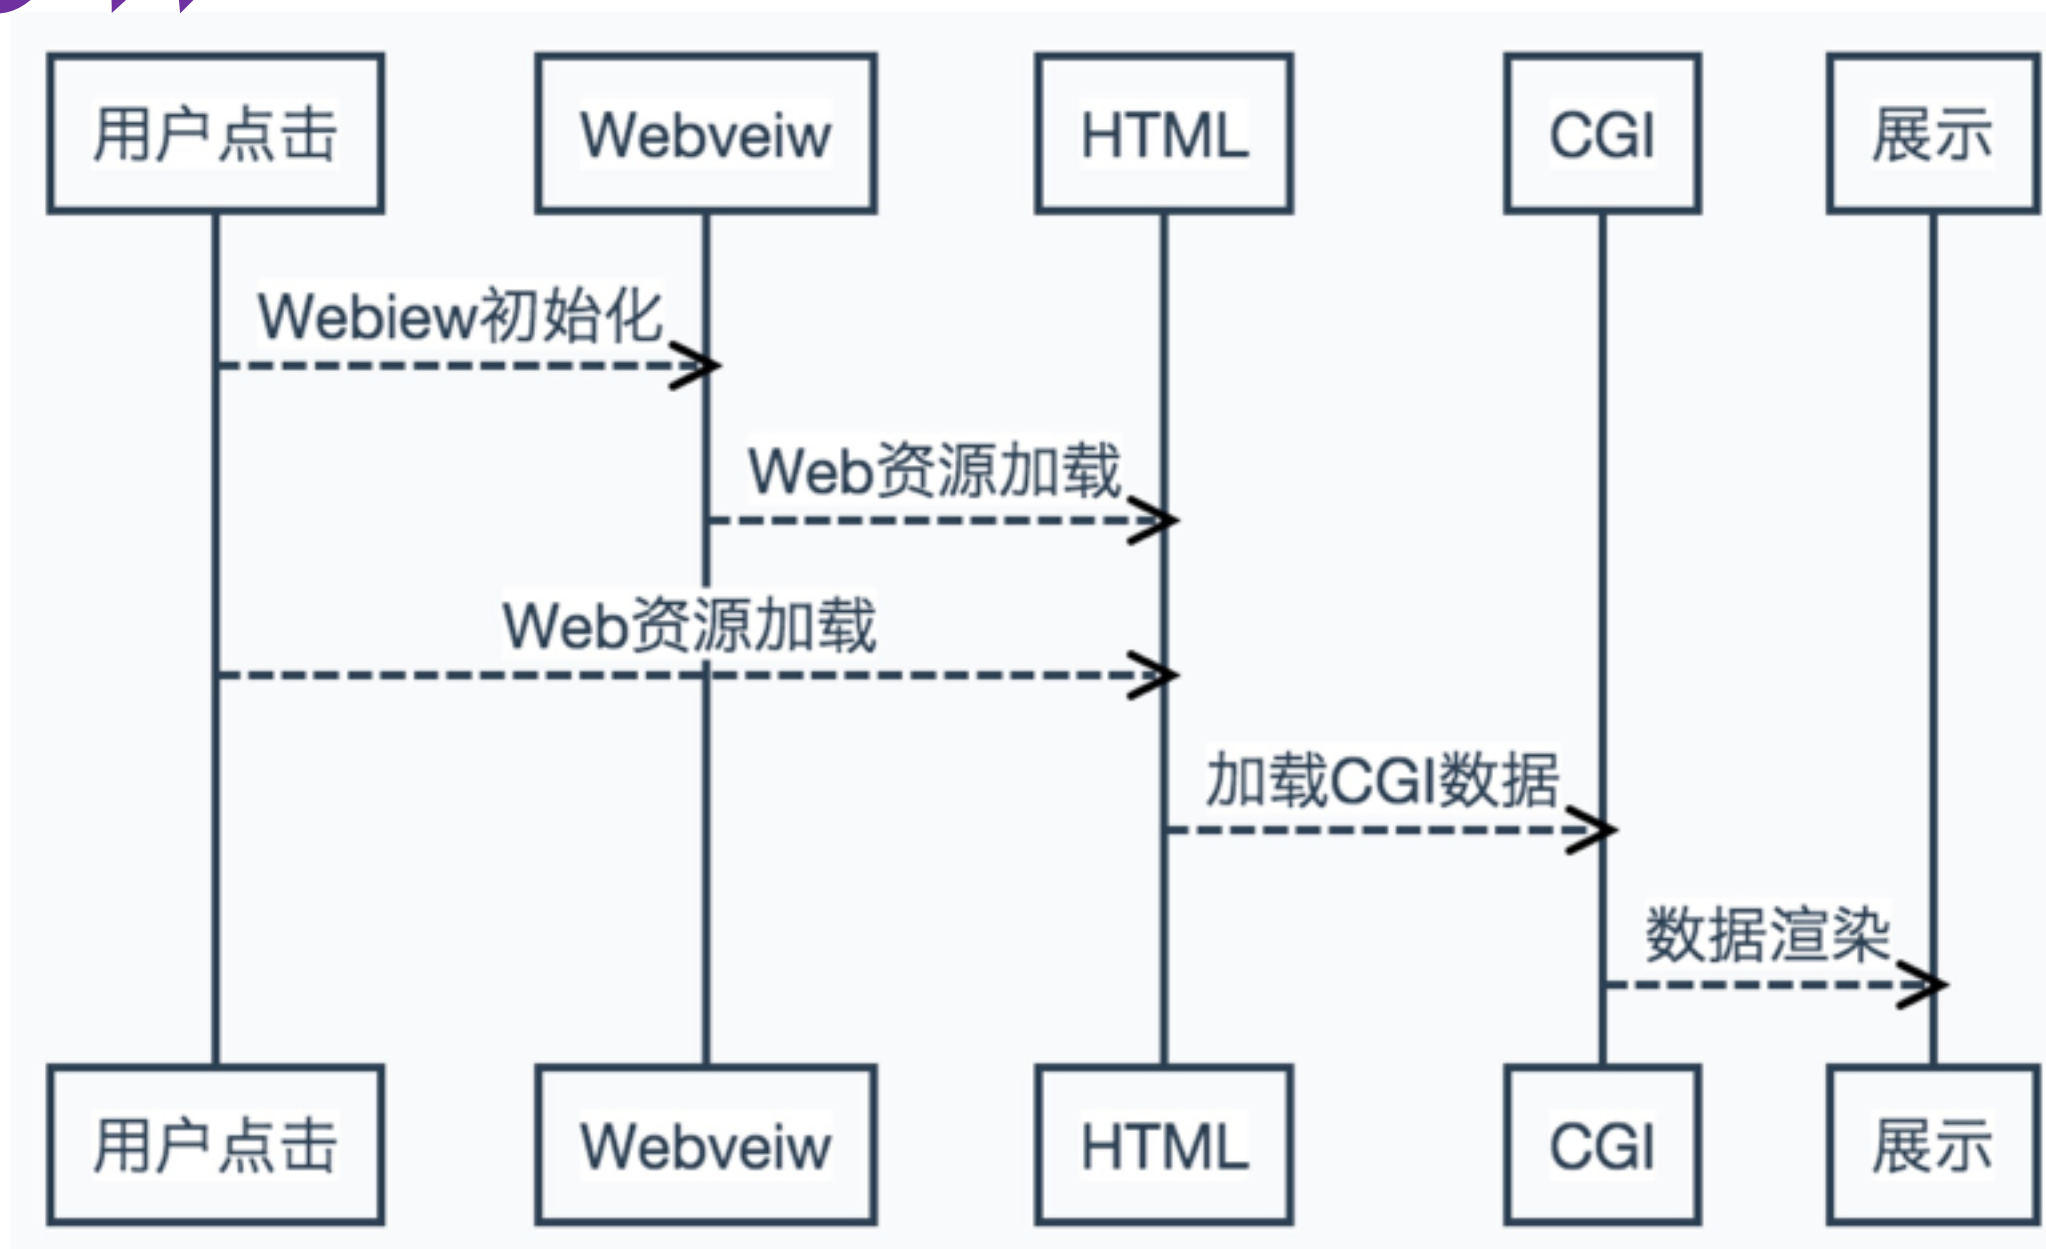 用户点击
Webveiw
HTML
CGI
展示
Webiew初始化
Web资源加载
Web资源加载
加载CGI数据
数据渲染
用户点击
Webveiw
HTML
CGI
展示